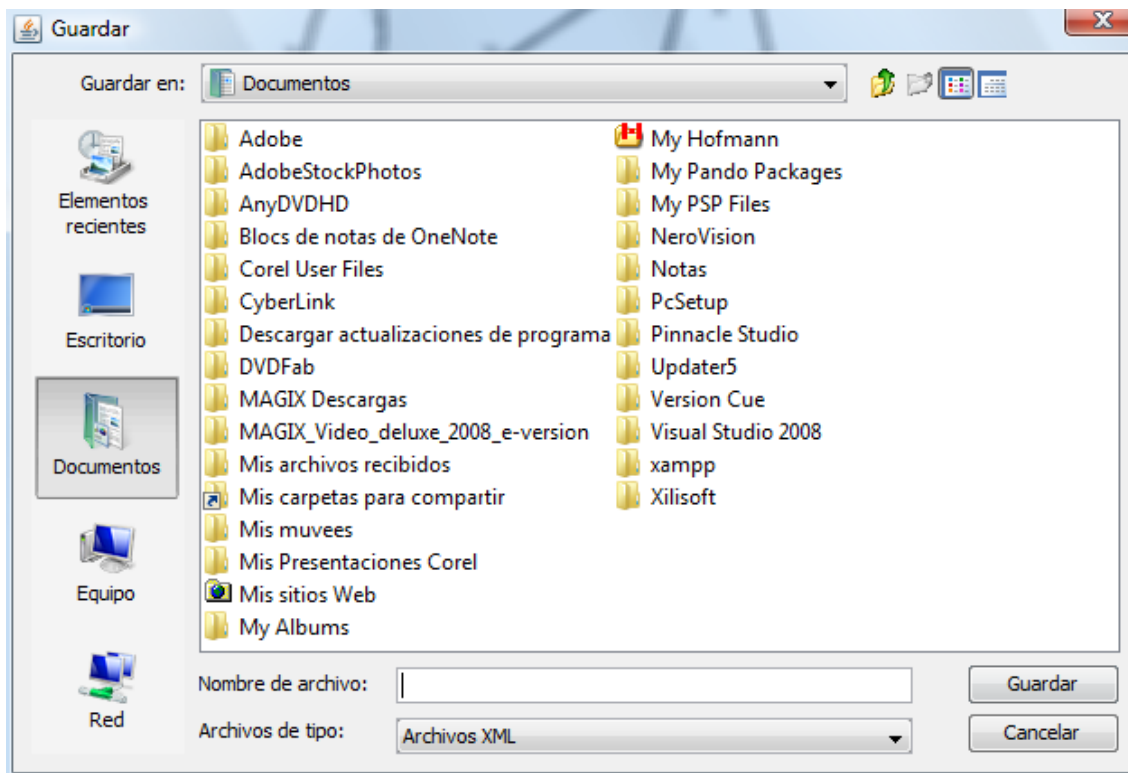 Guardar
Guardar en:
Documentos
Elementos
recientes
Escritorio
Documentos
Equipo
Red
Adobe
AdobeStockPhotos
AnyDVDHD
Blocs de notas de OneNote
Corel User Files
CyberLink
Descargar actualizaciones de programa
DVDFab
MAGIX Descargas
MAGIX_Video_deluxe_2008_e-version
Mis archivos recibidos
Mis carpetas para compartir
Mis muvees
Mis Presentaciones Corel
Mis sitios Web
My Albums
My Hofmann
My Pando Packages
My PSP Files
NeroVision
Notas
PcSetup
Pinnacle Studio
Updater5
Version Cue
Visual Studio 2008
xampp
Xilisoft
Nombre de archivo:
Guardar
Archivos de tipo:
Archivos XML
Cancelar